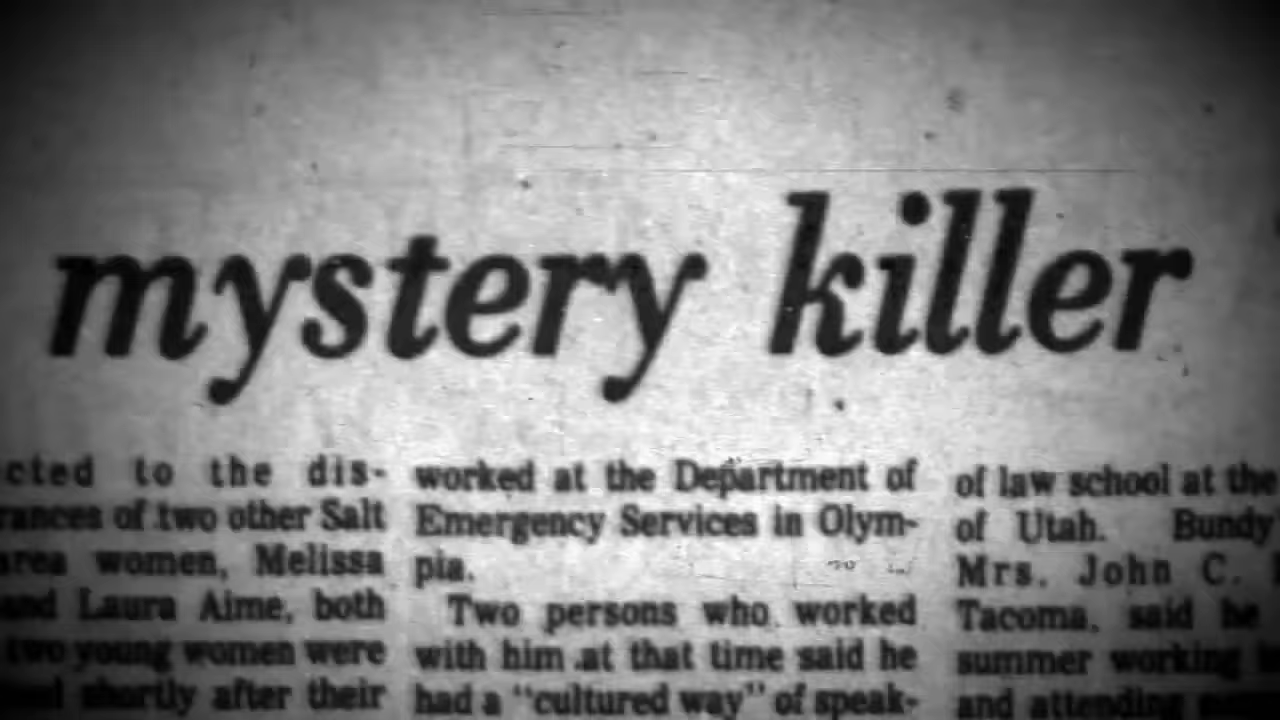 mystery killer
cted to the dis-
rances of two other Salt
area women, Melissa
and Laura Aime, both
two young women were
shortly after their
worked at the Department of
Emergency Services in Olym-
pia.
Two persons who worked
with him at that time said he
had a "cultured way" of speak-
of law school at the
of Utah. Bundy
Mrs. John C.
Tacoma, said he
summer working
and attending